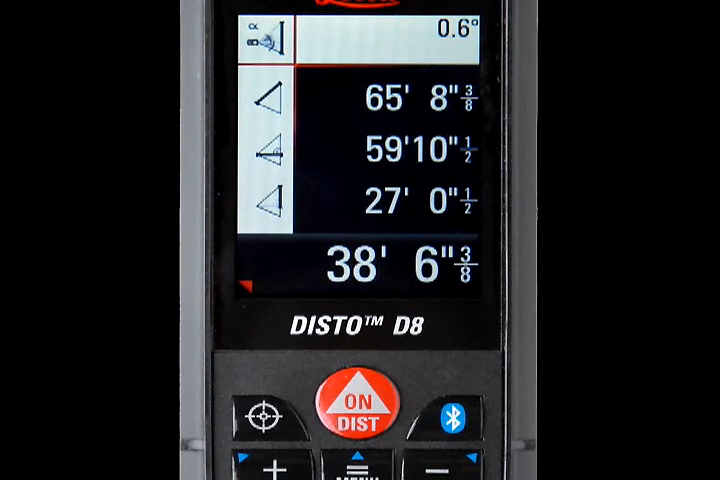 α
0.6°
65' 8" 3/8
59'10" 1/2
27' 0" 1/2
38' 6" 3/8
DISTO™ D8
ON
DIST
+
−